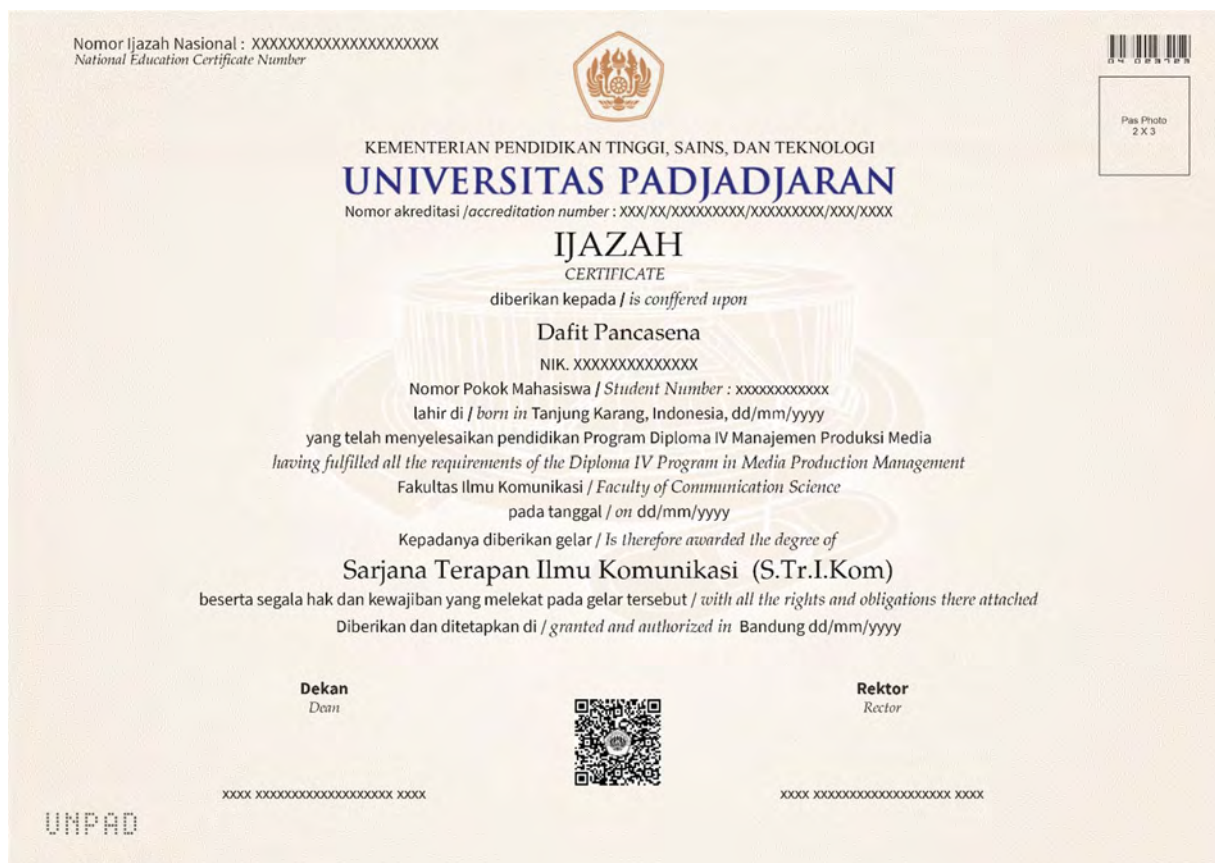 Nomor Ijazah Nasional : XXXXXXXXXXXXXXXXXXXXX
National Education Certificate Number
Pas Photo
2 X 3
KEMENTERIAN PENDIDIKAN TINGGI, SAINS, DAN TEKNOLOGI
UNIVERSITAS PADJADJARAN
Nomor akreditasi /accreditation number : XXX/XX/XXXXXXXXX/XXXXXXXXX/XXX/XXXX
IJAZAH
CERTIFICATE
diberikan kepada / is conffered upon
Dafit Pancasena
NIK. XXXXXXXXXXXXXX
Nomor Pokok Mahasiswa / Student Number : xxxxxxxxxxxx
lahir di / born in Tanjung Karang, Indonesia, dd/mm/yyyy
yang telah menyelesaikan pendidikan Program Diploma IV Manajemen Produksi Media
having fulfilled all the requirements of the Diploma IV Program in Media Production Management
Fakultas Ilmu Komunikasi / Faculty of Communication Science
pada tanggal / on dd/mm/yyyy
Kepadanya diberikan gelar / Is therefore awarded the degree of
Sarjana Terapan Ilmu Komunikasi (S.Tr.I.Kom)
beserta segala hak dan kewajiban yang melekat pada gelar tersebut / with all the rights and obligations there attached
Diberikan dan ditetapkan di / granted and authorized in Bandung dd/mm/yyyy
Dekan
Dean
Rektor
Rector
xxxx xxxxxxxxxxxxxxxxxxx xxxx
xxxx xxxxxxxxxxxxxxxxxxx xxxx
UNPAD